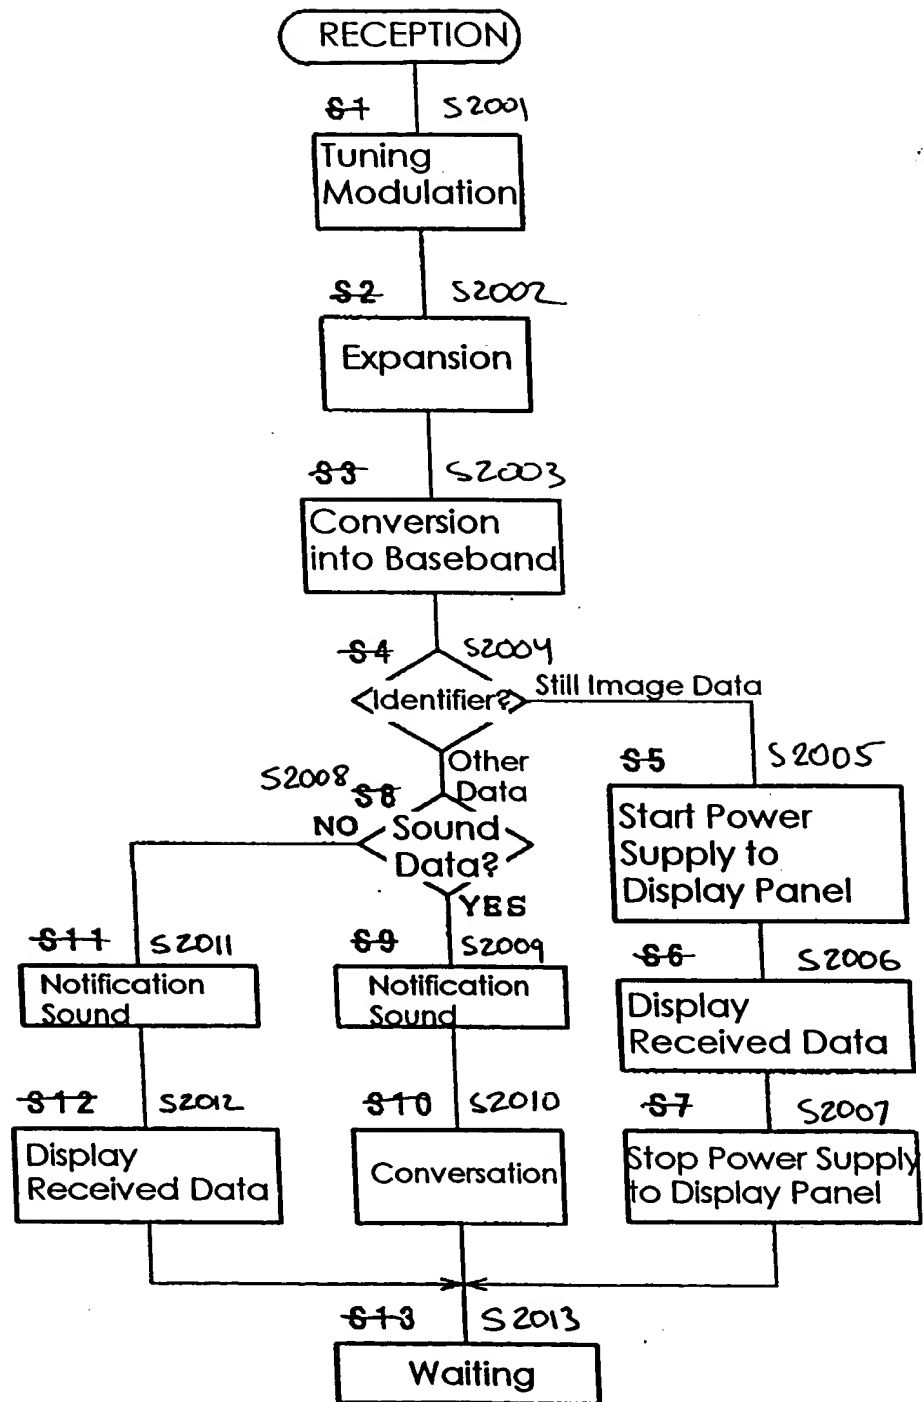 RECEPTION
S1 S2001
Tuning
Modulation
S2 S2002
Expansion
S3 S2003
Conversion
into Baseband
S4 S2004
Identifier?
Still Image Data
Other
Data
S5 S2005
Start Power
Supply to
Display Panel
S6 S2006
Display
Received Data
S7 S2007
Stop Power Supply
to Display Panel
S2008 S8
NO
Sound
Data?
YES
S11 S2011
Notification
Sound
S12 S2012
Display
Received Data
S9 S2009
Notification
Sound
S10 S2010
Conversation
S13 S2013
Waiting